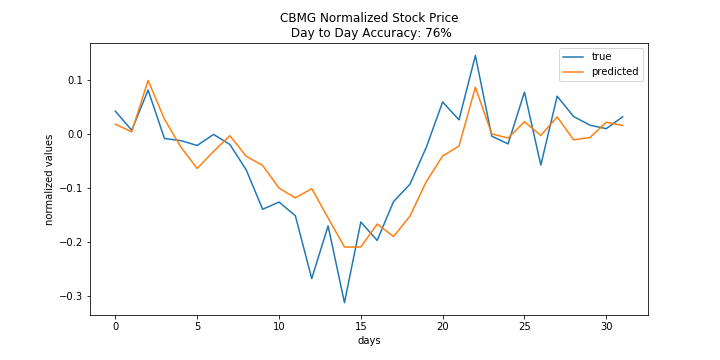 CBMG Normalized Stock Price
Day to Day Accuracy: 76%
true
predicted
normalized values
0.1
0.0
−0.1
−0.2
−0.3
0 5 10 15 20 25 30
days